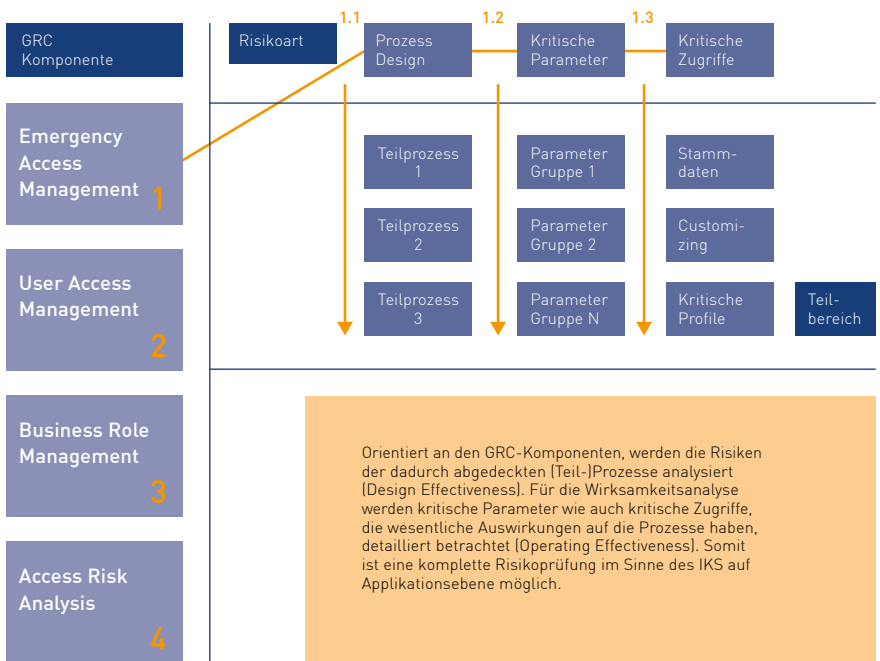 1.1
1.2
1.3
GRC
Komponente
Risikoart
Prozess
Design
Kritische
Parameter
Kritische
Zugriffe
Emergency
Access
Management
1
Teilprozess
1
Parameter
Gruppe 1
Stamm-
daten
Teilprozess
2
Parameter
Gruppe 2
Customi-
zing
User Access
Management
2
Teilprozess
3
Parameter
Gruppe N
Kritische
Profile
Teil-
bereich
Business Role
Management
3
Access Risk
Analysis
4
Orientiert an den GRC-Komponenten, werden die Risiken
der dadurch abgedeckten (Teil-)Prozesse analysiert
(Design Effectiveness). Für die Wirksamkeitsanalyse
werden kritische Parameter wie auch kritische Zugriffe,
die wesentliche Auswirkungen auf die Prozesse haben,
detailliert betrachtet (Operating Effectiveness). Somit
ist eine komplette Risikoprüfung im Sinne des IKS auf
Applikationsebene möglich.